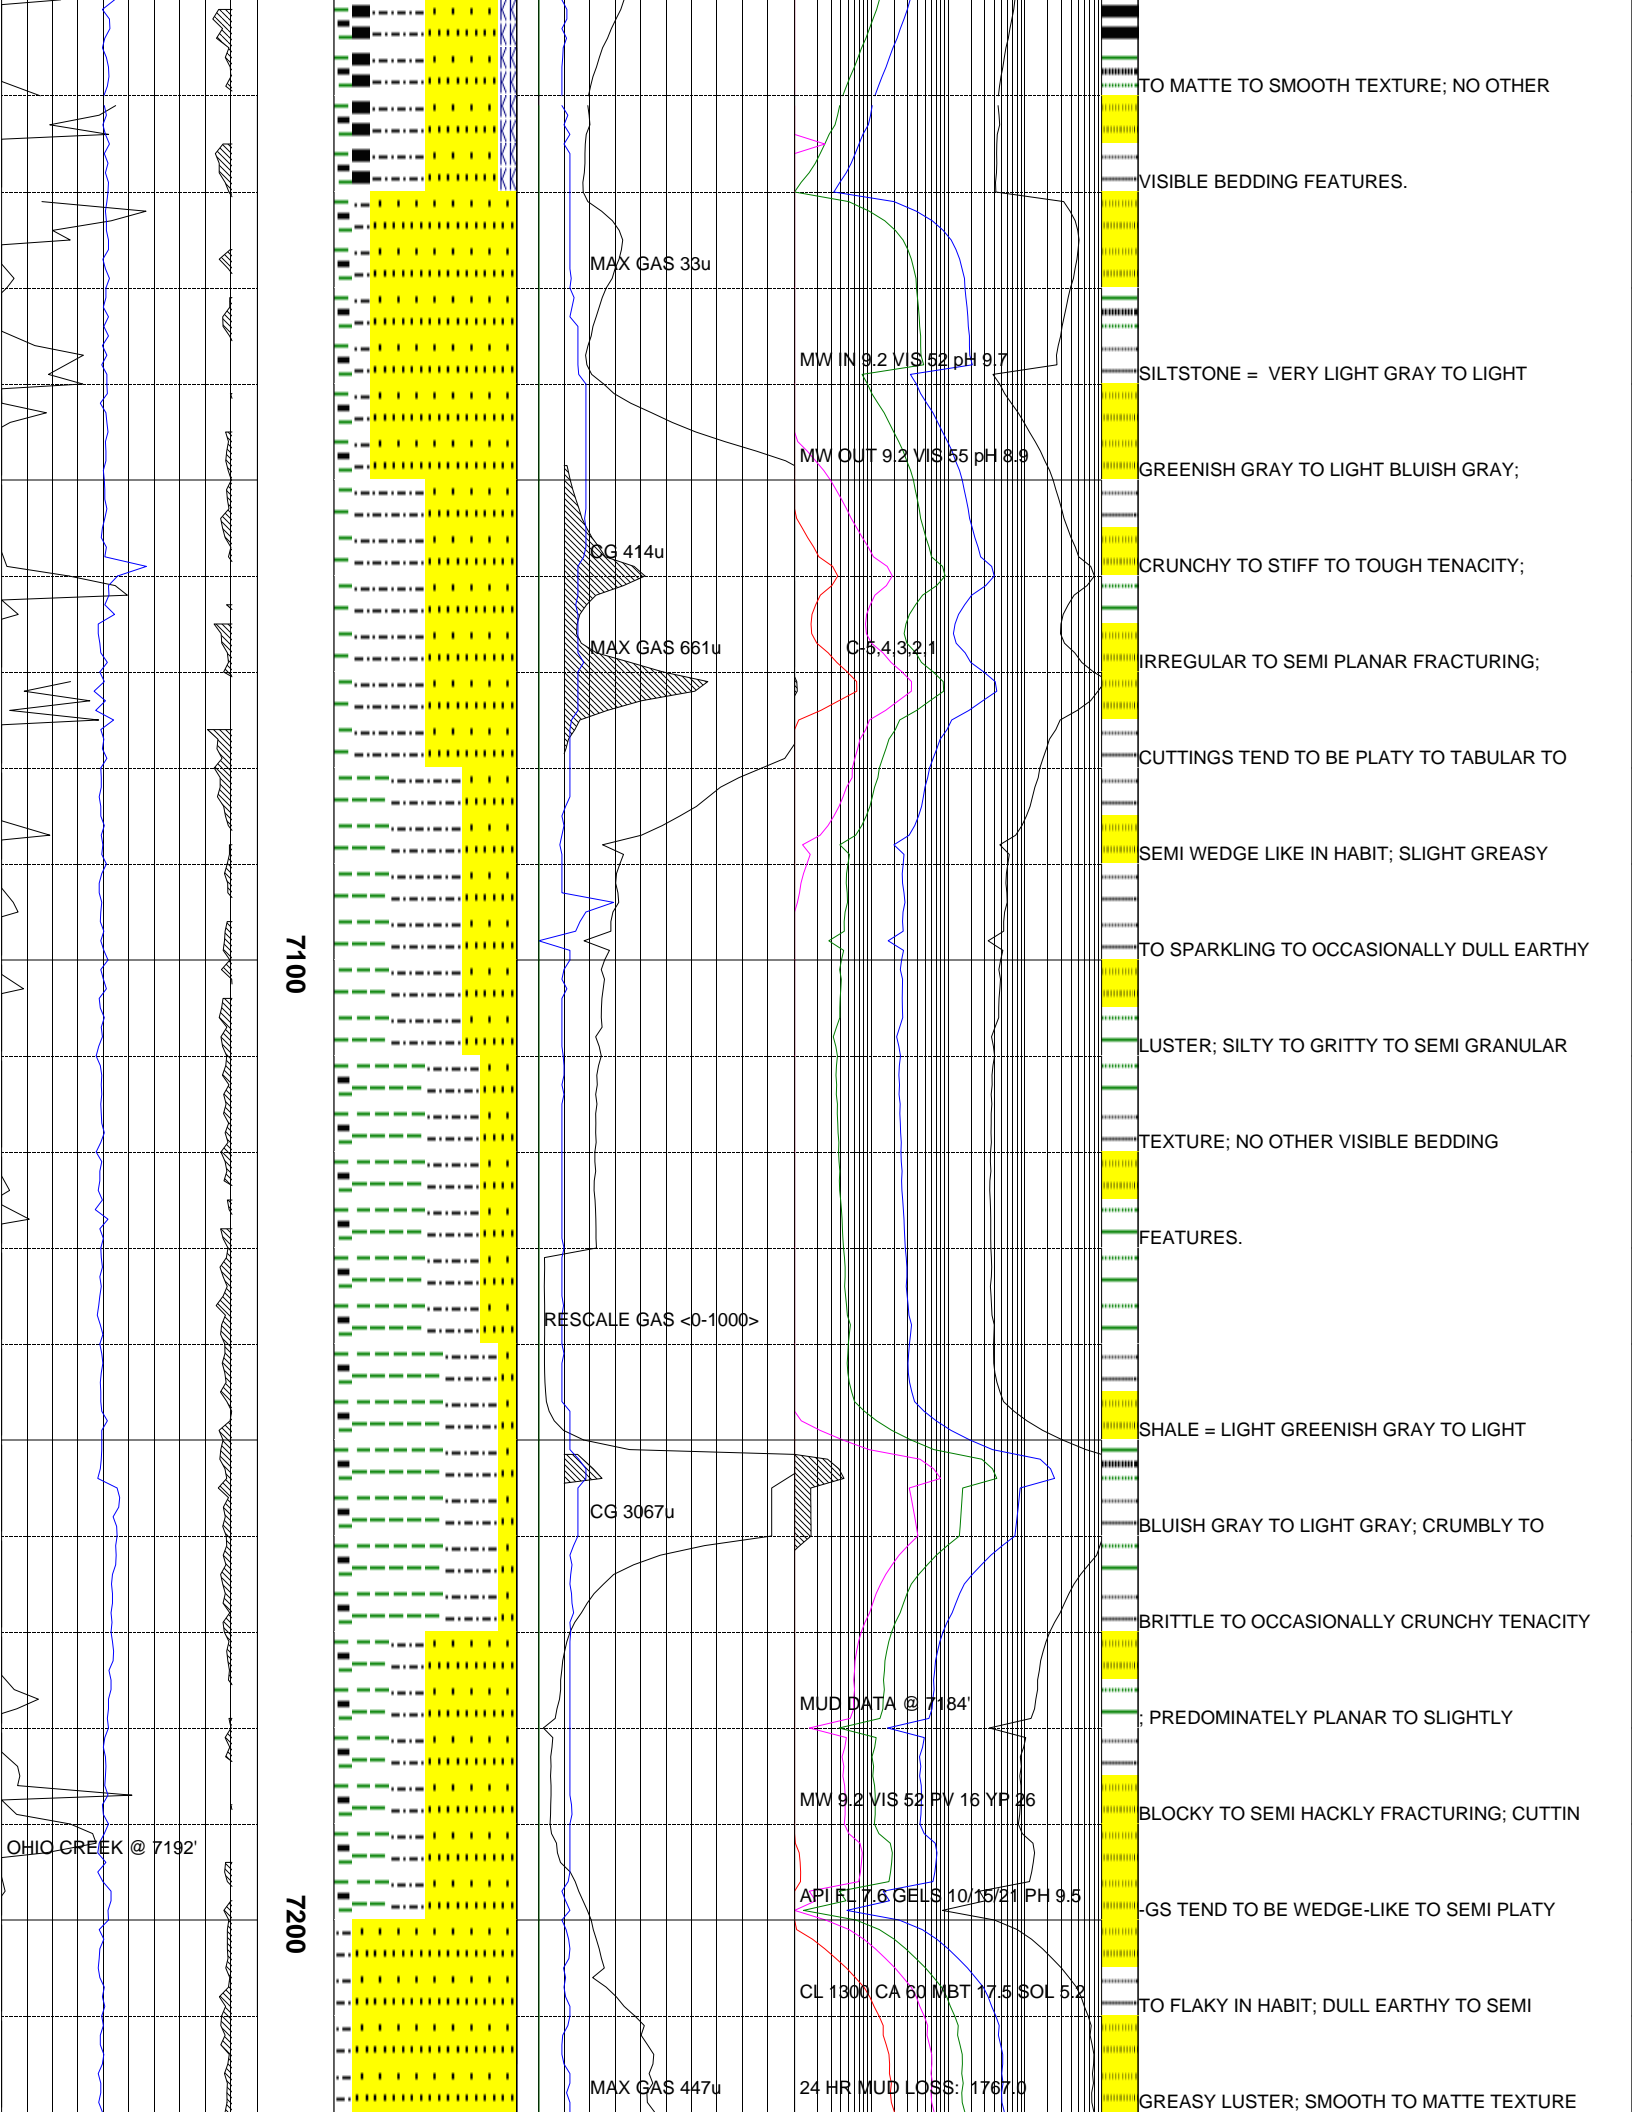 TO MATTE TO SMOOTH TEXTURE; NO OTHER
VISIBLE BEDDING FEATURES.
MAX GAS 33u
MW IN 9.2 VIS 52 pH 9.7
SILTSTONE = VERY LIGHT GRAY TO LIGHT
MW OUT 9.2 VIS 55 pH 8.9
GREENISH GRAY TO LIGHT BLUISH GRAY;
CG 414u
CRUNCHY TO STIFF TO TOUGH TENACITY;
MAX GAS 661u
C-5,4,3,2,1
IRREGULAR TO SEMI PLANAR FRACTURING;
CUTTINGS TEND TO BE PLATY TO TABULAR TO
SEMI WEDGE LIKE IN HABIT; SLIGHT GREASY
7100
TO SPARKLING TO OCCASIONALLY DULL EARTHY
LUSTER; SILTY TO GRITTY TO SEMI GRANULAR
TEXTURE; NO OTHER VISIBLE BEDDING
FEATURES.
RESCALE GAS <0-1000>
SHALE = LIGHT GREENISH GRAY TO LIGHT
CG 3067u
BLUISH GRAY TO LIGHT GRAY; CRUMBLY TO
BRITTLE TO OCCASIONALLY CRUNCHY TENACITY
MUD DATA @ 7184'
; PREDOMINATELY PLANAR TO SLIGHTLY
MW 9.2 VIS 52 PV 16 YP 26
BLOCKY TO SEMI HACKLY FRACTURING; CUTTIN
OHIO CREEK @ 7192'
API FL 7.6 GELS 10/15/21 PH 9.5
-GS TEND TO BE WEDGE-LIKE TO SEMI PLATY
7200
CL 1300 CA 60 MBT 17.5 SOL 5.2
TO FLAKY IN HABIT; DULL EARTHY TO SEMI
MAX GAS 447u
24 HR MUD LOSS: 1767.0
GREASY LUSTER; SMOOTH TO MATTE TEXTURE